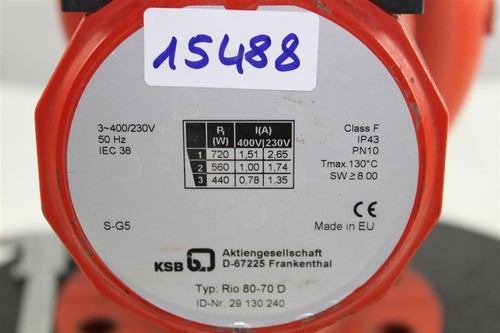 15488
3~400/230V
50 Hz
IEC 38
P₁ (W) I(A) 400V 230V
1 720 1,51 2,65
2 560 1,00 1,74
3 440 0,78 1,35
Class F
IP43
PN10
Tmax.130°C
SW ≥ 8.00
S-G5
CE
Made in EU
KSB Aktiengesellschaft
D-67225 Frankenthal
Typ: Rio 80-70 D
ID-Nr. 29 130 240